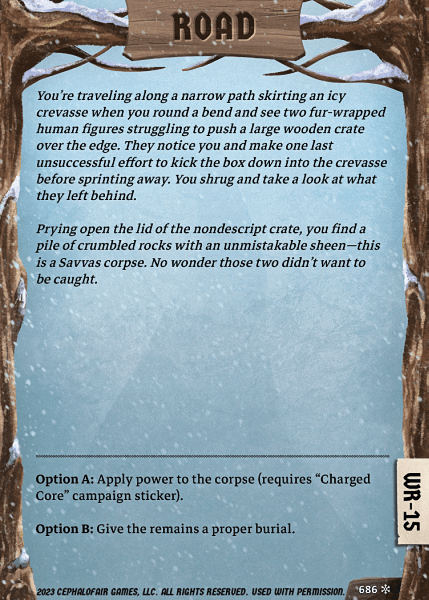 ROAD
You're traveling along a narrow path skirting an icy
crevasse when you round a bend and see two fur-wrapped
human figures struggling to push a large wooden crate
over the edge. They notice you and make one last
unsuccessful effort to kick the box down into the crevasse
before sprinting away. You shrug and take a look at what
they left behind.
Prying open the lid of the nondescript crate, you find a
pile of crumbled rocks with an unmistakable sheen—this
is a Savvas corpse. No wonder those two didn't want to
be caught.
Option A: Apply power to the corpse (requires “Charged
Core” campaign sticker).
Option B: Give the remains a proper burial.
WR-15
2023 CEPHALOFAIR GAMES, LLC. ALL RIGHTS RESERVED. USED WITH PERMISSION.
686